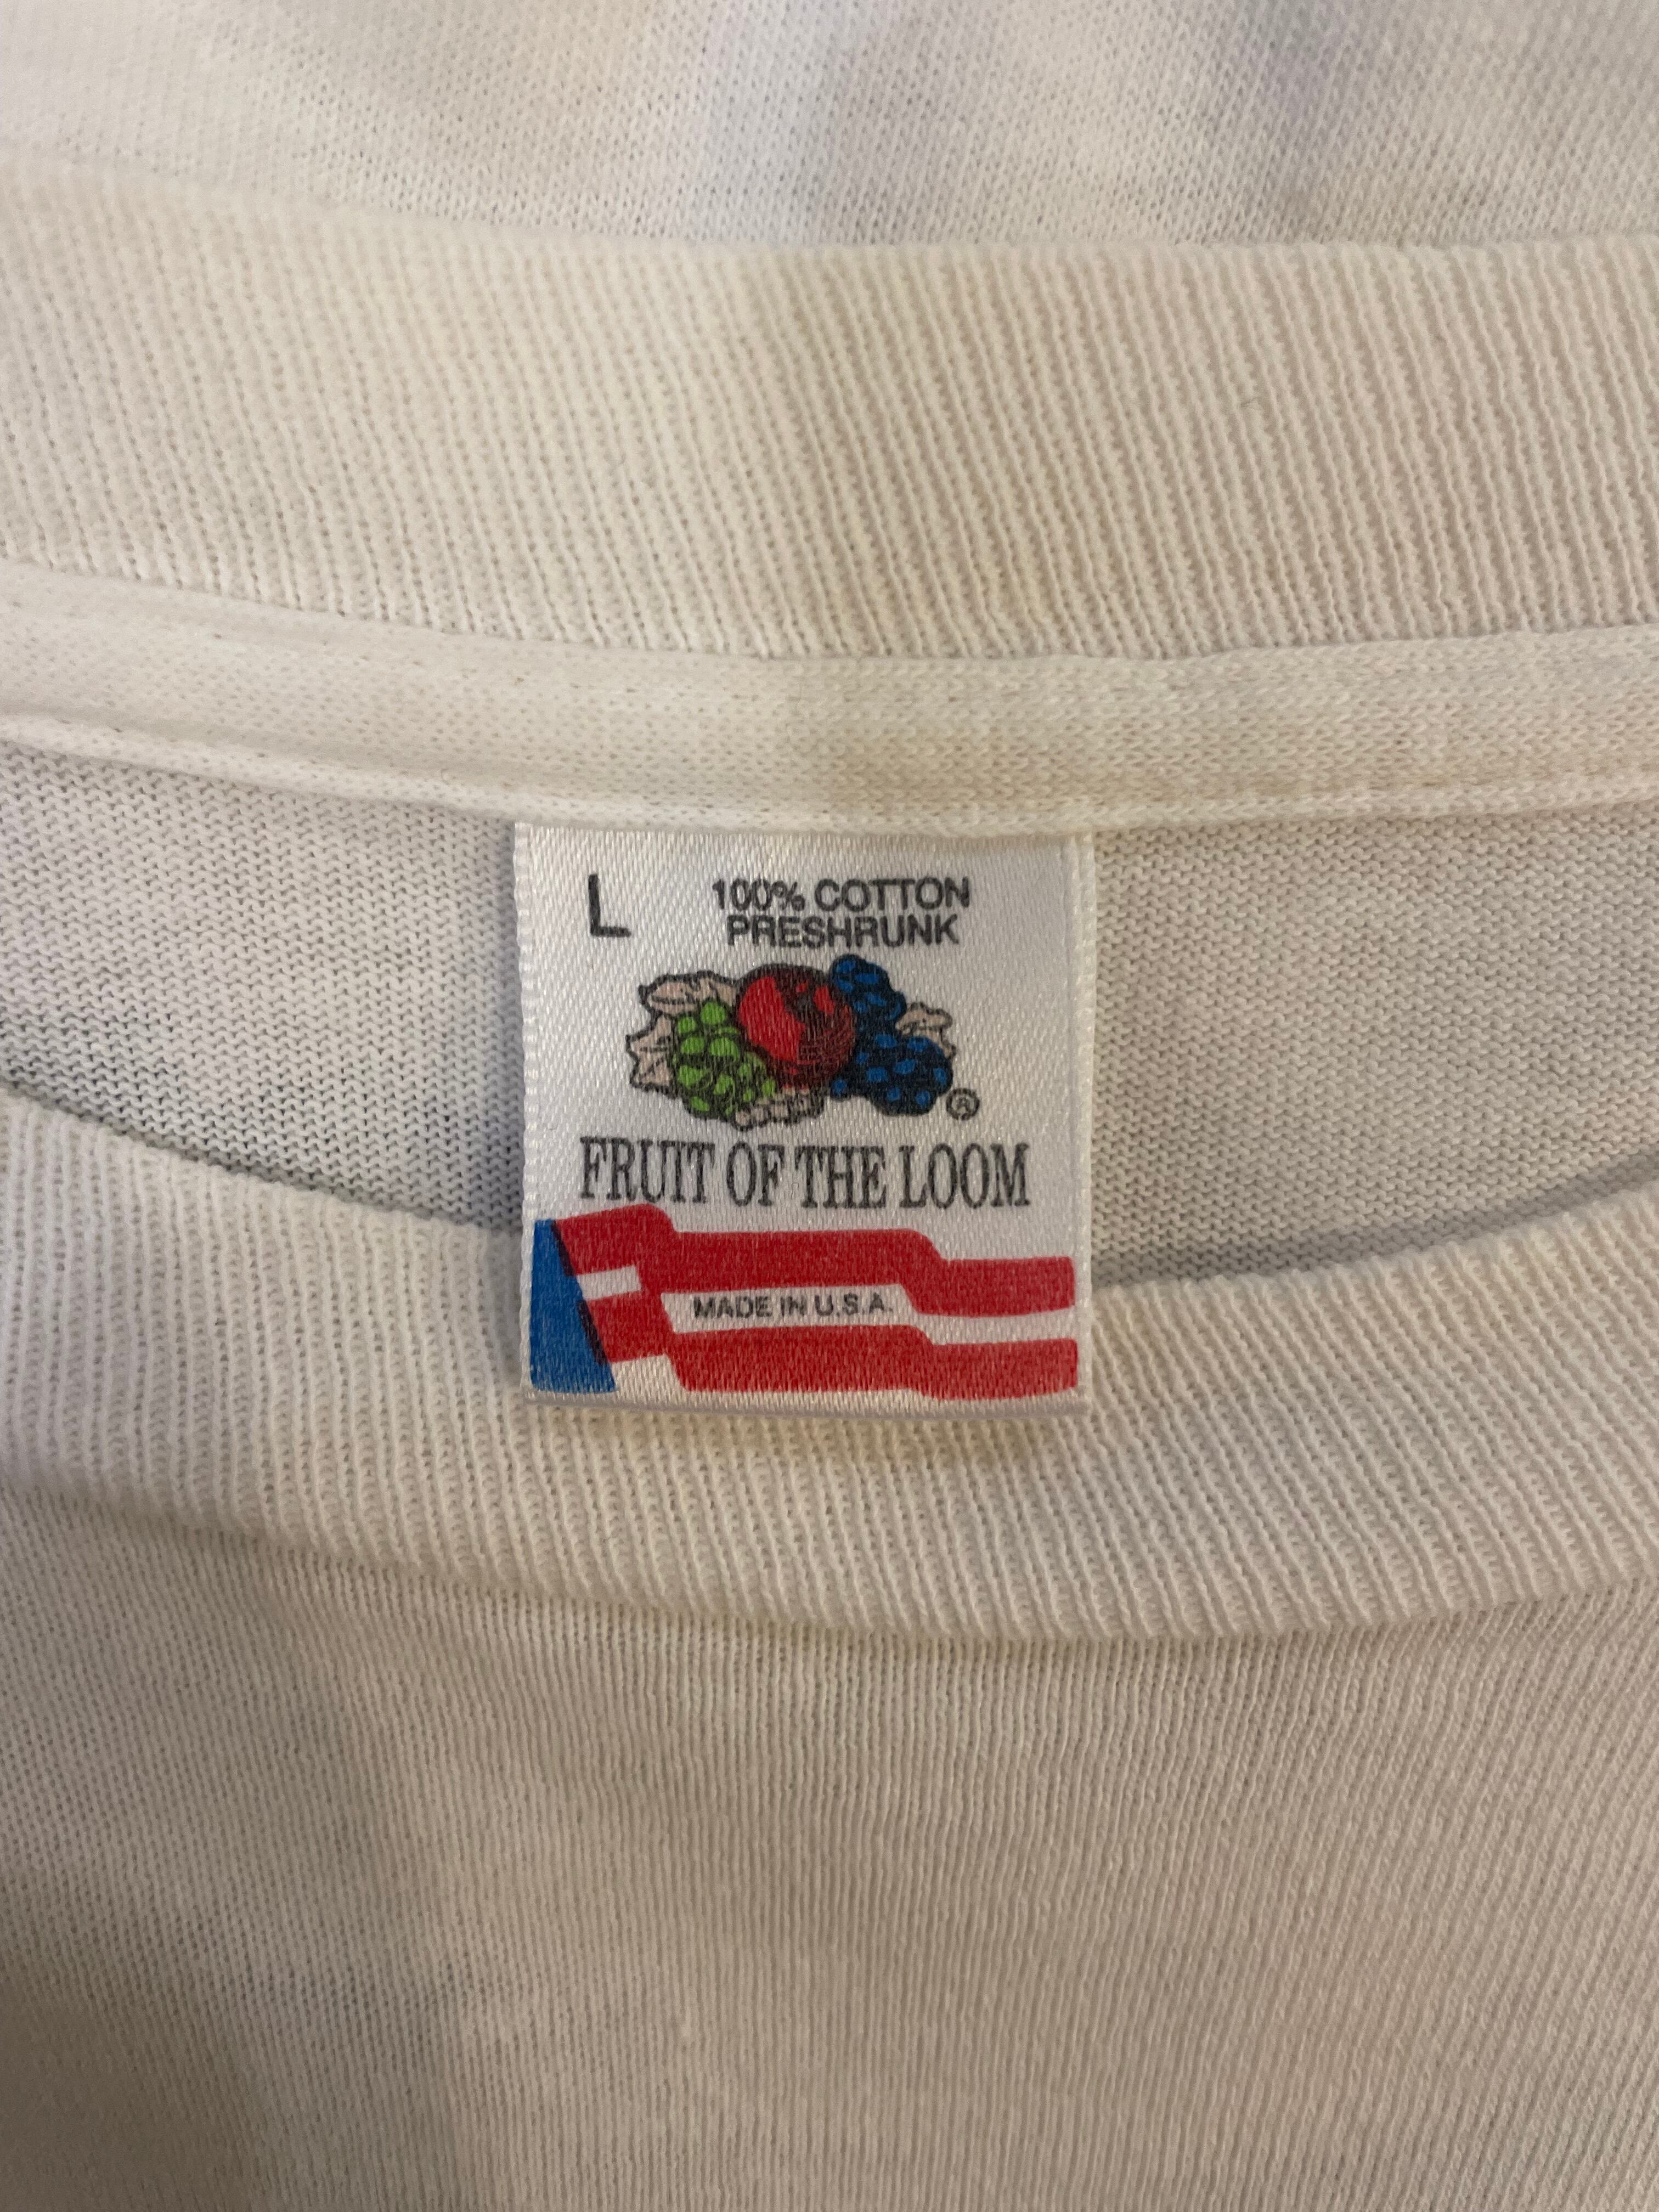 L
100% COTTON
PRESHRUNK
®
FRUIT OF THE LOOM
MADE IN U.S.A.